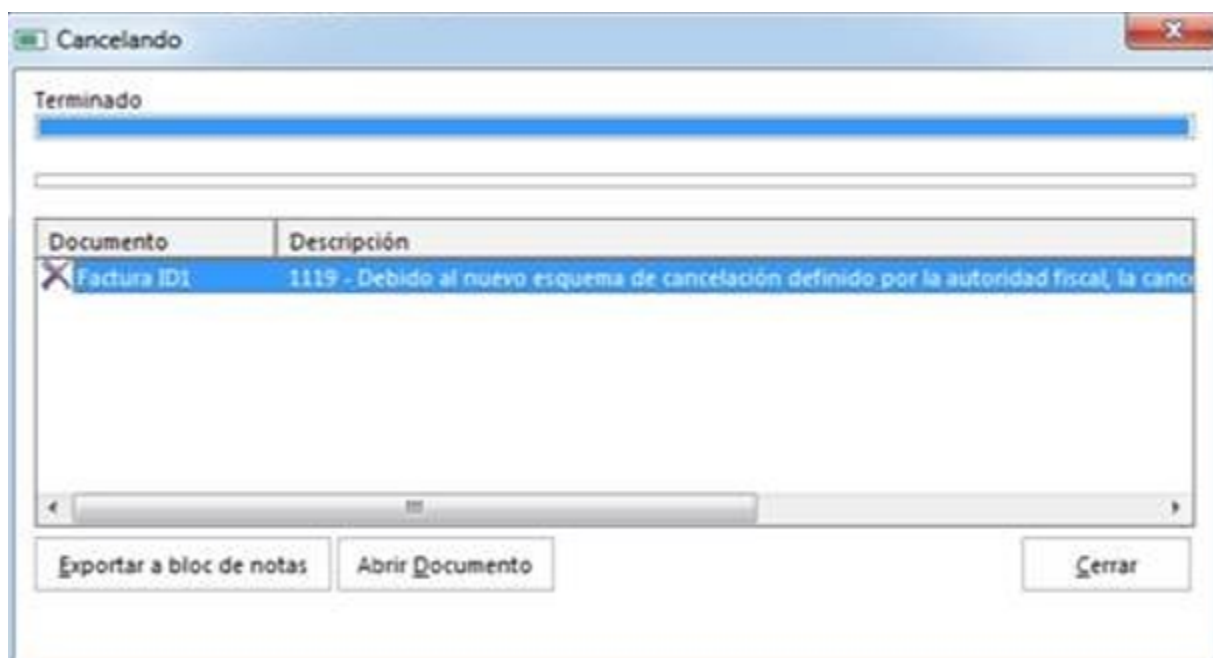 Cancelando
Terminado
Documento Descripción
Factura ID1 1119 - Debido al nuevo esquema de cancelación definido por la autoridad fiscal, la canc
Exportar a bloc de notas Abrir Documento Cerrar